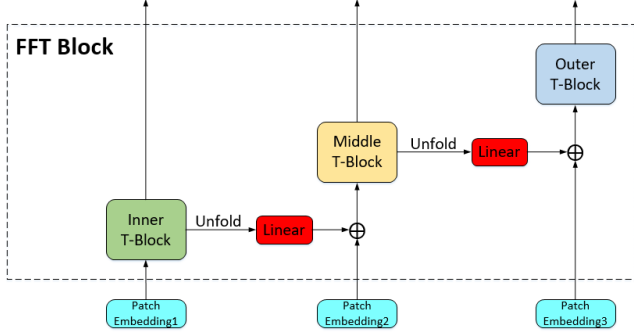 FFT Block
Outer
T-Block
Middle
T-Block
Unfold
Linear
Inner
T-Block
Unfold
Linear
Patch
Embedding1
Patch
Embedding2
Patch
Embedding3